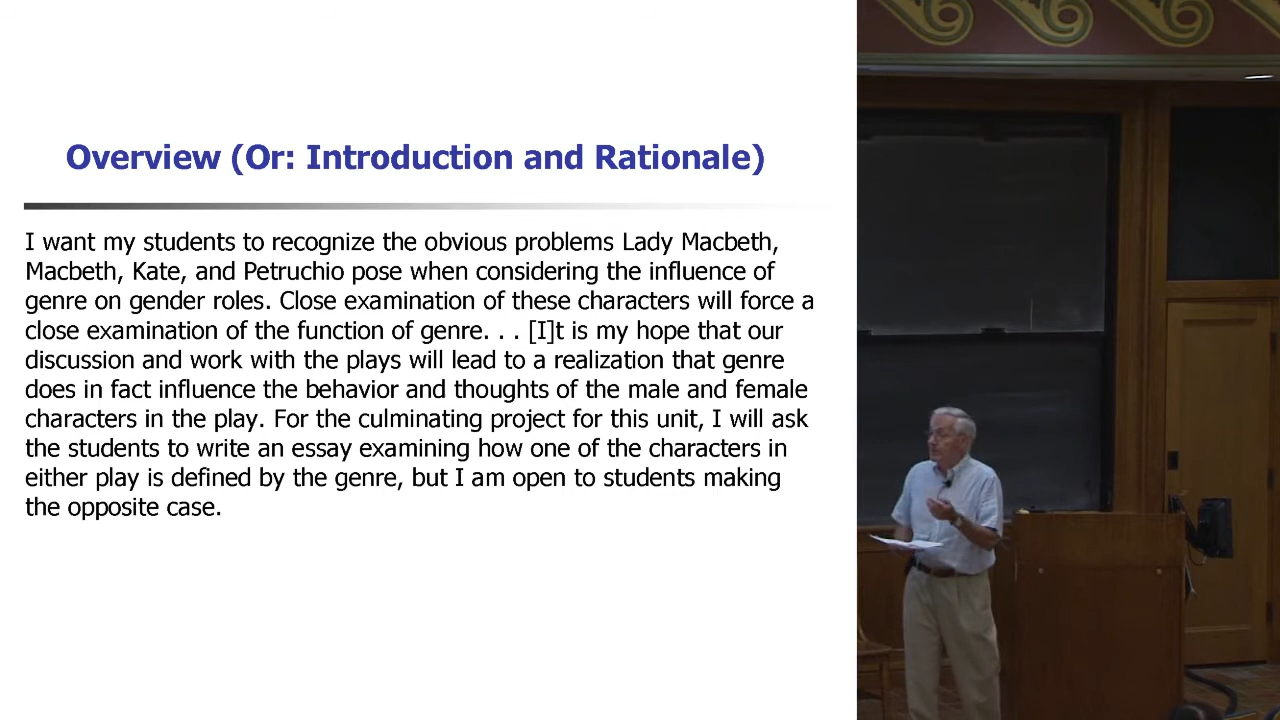 Overview (Or: Introduction and Rationale)
I want my students to recognize the obvious problems Lady Macbeth,
Macbeth, Kate, and Petruchio pose when considering the influence of
genre on gender roles. Close examination of these characters will force a
close examination of the function of genre. . . [I]t is my hope that our
discussion and work with the plays will lead to a realization that genre
does in fact influence the behavior and thoughts of the male and female
characters in the play. For the culminating project for this unit, I will ask
the students to write an essay examining how one of the characters in
either play is defined by the genre, but I am open to students making
the opposite case.